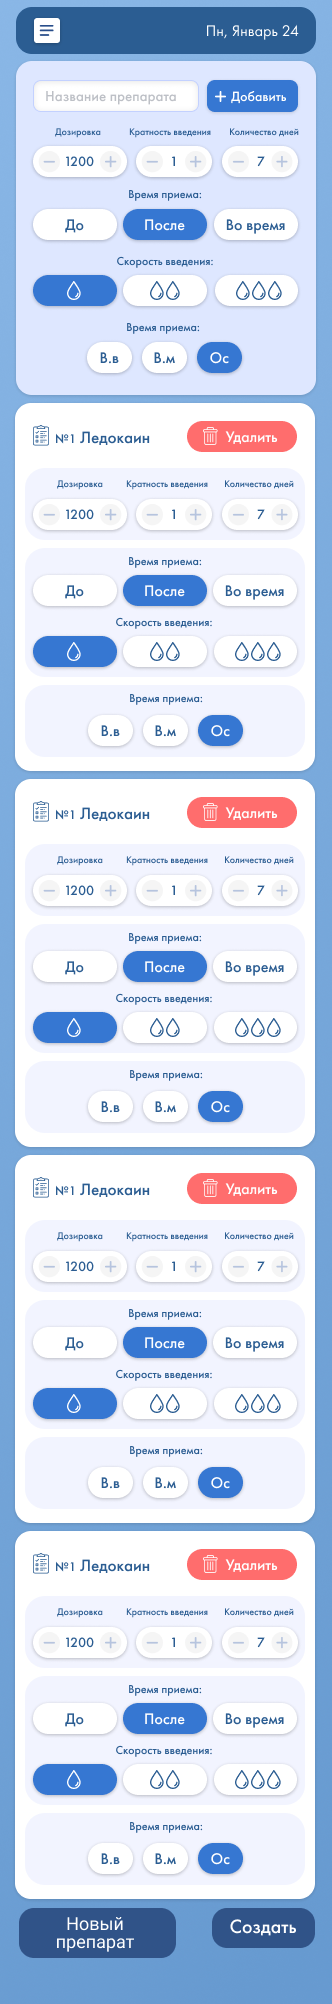 Пн, Январь 24
Название препарата
+ Добавить
Дозировка Кратность введения Количество дней
− 1200 + − 1 + − 7 +
Время приема:
До После Во время
Скорость введения:
Время приема:
В.в В.м Ос
№1 Ледокаин Удалить
Дозировка Кратность введения Количество дней
− 1200 + − 1 + − 7 +
Время приема:
До После Во время
Скорость введения:
Время приема:
В.в В.м Ос
№1 Ледокаин Удалить
Дозировка Кратность введения Количество дней
− 1200 + − 1 + − 7 +
Время приема:
До После Во время
Скорость введения:
Время приема:
В.в В.м Ос
№1 Ледокаин Удалить
Дозировка Кратность введения Количество дней
− 1200 + − 1 + − 7 +
Время приема:
До После Во время
Скорость введения:
Время приема:
В.в В.м Ос
№1 Ледокаин Удалить
Дозировка Кратность введения Количество дней
− 1200 + − 1 + − 7 +
Время приема:
До После Во время
Скорость введения:
Время приема:
В.в В.м Ос
Новый
препарат
Создать